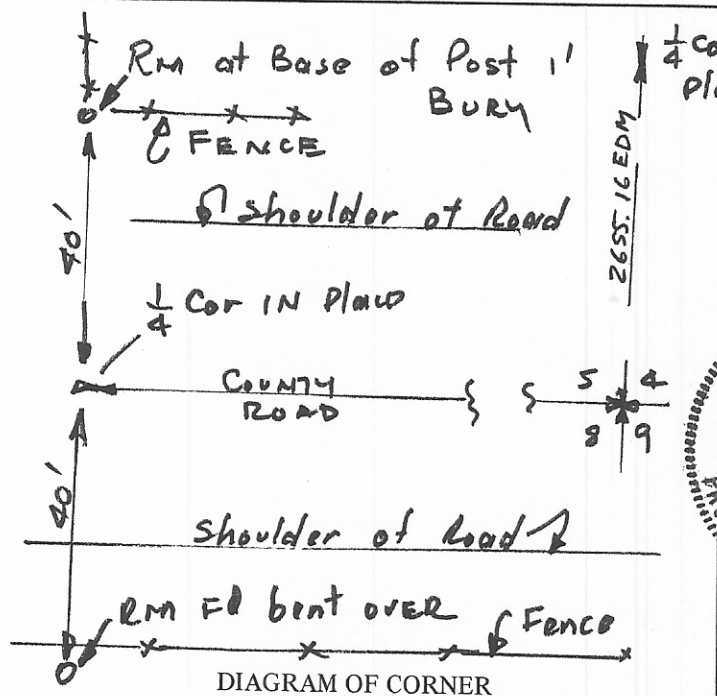 Rm at Base of Post 1'
BURY
1/4 Co
Pla
FENCE
Shoulder of Road
40'
2655.16 EDM
1/4 Cor IN Place
COUNTY
ROAD
5 4
8 9
40'
Shoulder of Road
Rm Fd bent OVER
Fence
DIAGRAM OF CORNER